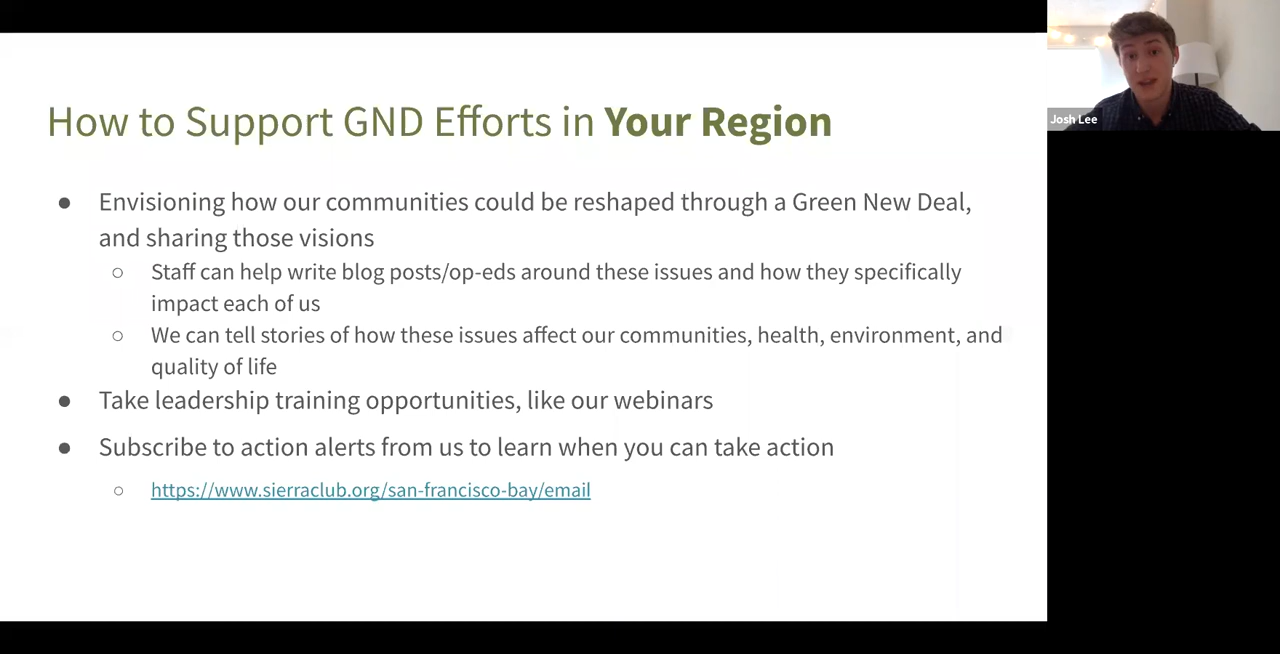 How to Support GND Efforts in Your Region
● Envisioning how our communities could be reshaped through a Green New Deal,
and sharing those visions
○ Staff can help write blog posts/op-eds around these issues and how they specifically
impact each of us
○ We can tell stories of how these issues affect our communities, health, environment, and
quality of life
● Take leadership training opportunities, like our webinars
● Subscribe to action alerts from us to learn when you can take action
○ https://www.sierraclub.org/san-francisco-bay/email
Josh Lee